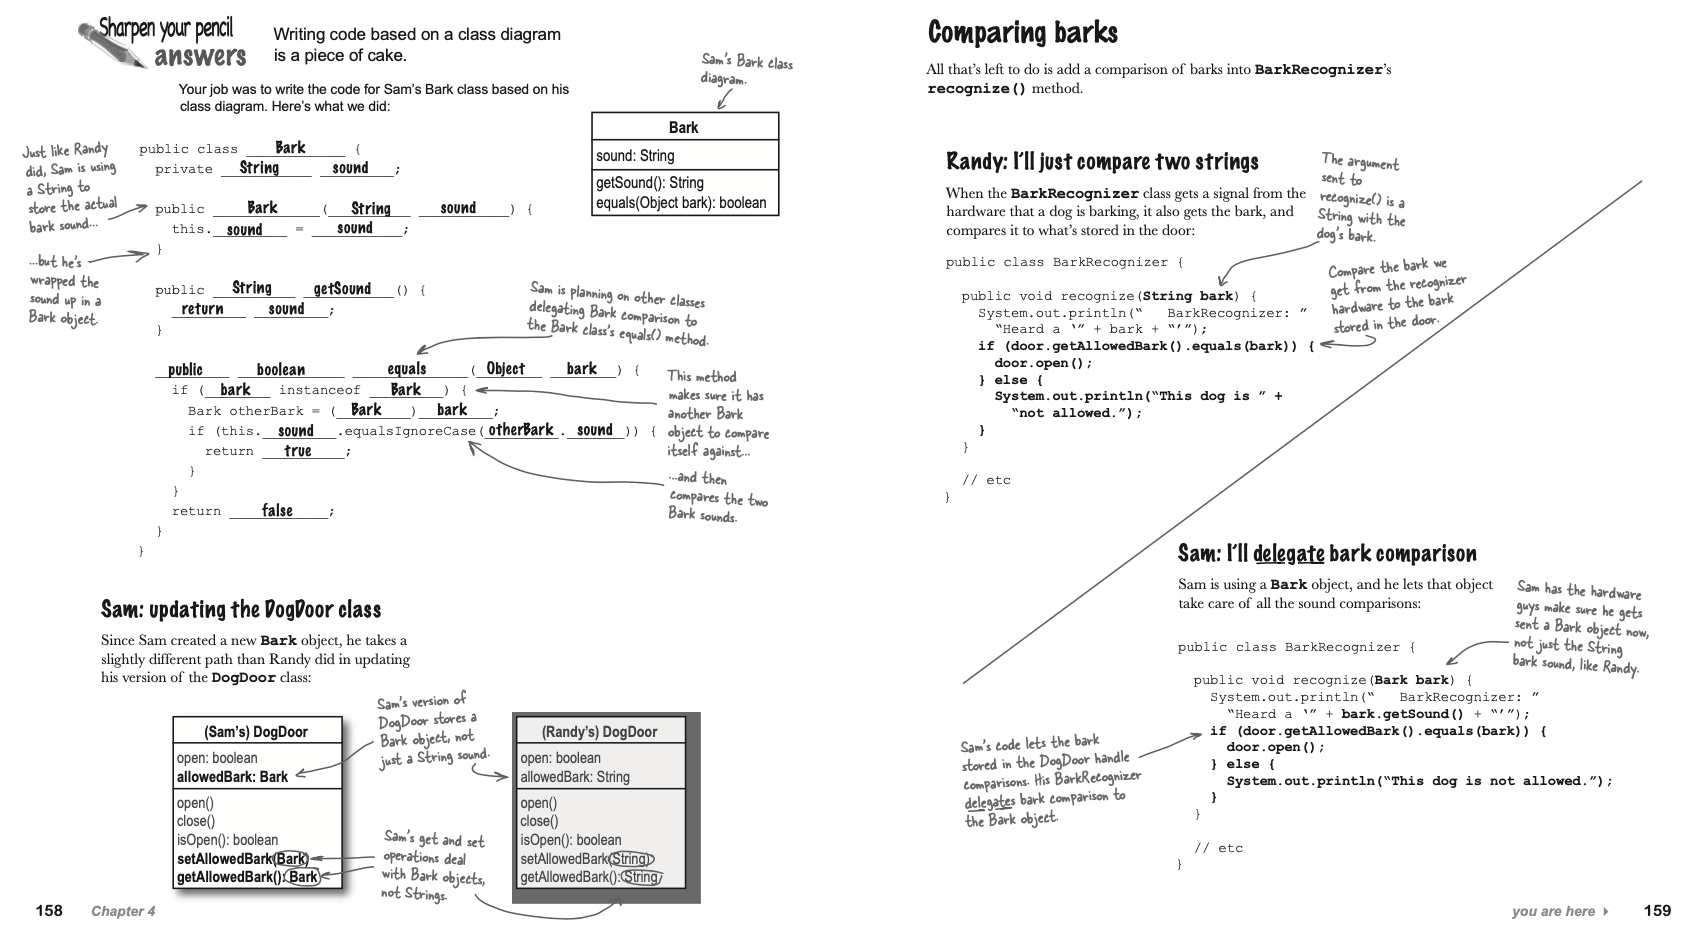 Sharpen your pencil
answers
Writing code based on a class diagram
is a piece of cake.
Your job was to write the code for Sam's Bark class based on his
class diagram. Here's what we did:
Sam's Bark class
diagram.
Bark
sound: String
getSound(): String
equals(Object bark): boolean
Just like Randy
did, Sam is using
a String to
store the actual
bark sound...
...but he's
wrapped the
sound up in a
Bark object.
public class Bark {
private String sound;
public Bark(String sound) {
this.sound = sound;
}
public String getSound() {
return sound;
}
public boolean equals(Object bark) {
if (bark instanceof Bark) {
Bark otherBark = (Bark)bark;
if (this.sound.equalsIgnoreCase(otherBark.sound)) {
return true;
}
}
return false;
}
}
Sam is planning on other classes
delegating Bark comparison to
the Bark class's equals() method.
This method
makes sure it has
another Bark
object to compare
itself against...
...and then
compares the two
Bark sounds.
Sam: updating the DogDoor class
Since Sam created a new Bark object, he takes a
slightly different path than Randy did in updating
his version of the DogDoor class:
(Sam's) DogDoor
open: boolean
allowedBark: Bark
open()
close()
isOpen(): boolean
setAllowedBark(Bark)
getAllowedBark(): Bark
Sam's version of
DogDoor stores a
Bark object, not
just a String sound.
Sam's get and set
operations deal
with Bark objects,
not Strings.
(Randy's) DogDoor
open: boolean
allowedBark: String
open()
close()
isOpen(): boolean
setAllowedBark(String)
getAllowedBark(): String
158 Chapter 4
Comparing barks
All that's left to do is add a comparison of barks into BarkRecognizer's
recognize() method.
Randy: I'll just compare two strings
When the BarkRecognizer class gets a signal from the
hardware that a dog is barking, it also gets the bark, and
compares it to what's stored in the door:
The argument
sent to
recognize() is a
String with the
dog's bark.
Compare the bark we
get from the recognizer
hardware to the bark
stored in the door.
public class BarkRecognizer {
public void recognize(String bark) {
System.out.println(“ BarkRecognizer: ”
“Heard a ‘” + bark + “’”);
if (door.getAllowedBark().equals(bark)) {
door.open();
} else {
System.out.println(“This dog is ” +
“not allowed.”);
}
}
// etc
}
Sam: I'll delegate bark comparison
Sam is using a Bark object, and he lets that object
take care of all the sound comparisons:
Sam has the hardware
guys make sure he gets
sent a Bark object now,
not just the String
bark sound, like Randy.
public class BarkRecognizer {
public void recognize(Bark bark) {
System.out.println(“ BarkRecognizer: ”
“Heard a ‘” + bark.getSound() + “’”);
if (door.getAllowedBark().equals(bark)) {
door.open();
} else {
System.out.println(“This dog is not allowed.”);
}
}
// etc
}
Sam's code lets the bark
stored in the DogDoor handle
comparisons. His BarkRecognizer
delegates bark comparison to
the Bark object.
you are here 159